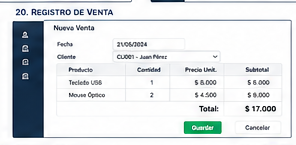 20. REGISTRO DE VENTA
Nueva Venta
Fecha 21/05/2024
Cliente CU001 - Juan Pérez
Producto Cantidad Precio Unit. Subtotal
Teclado USB 1 $ 8.000 $ 8.000
Mouse Óptico 2 $ 4.500 $ 9.000
Total: $ 17.000
Guardar Cancelar